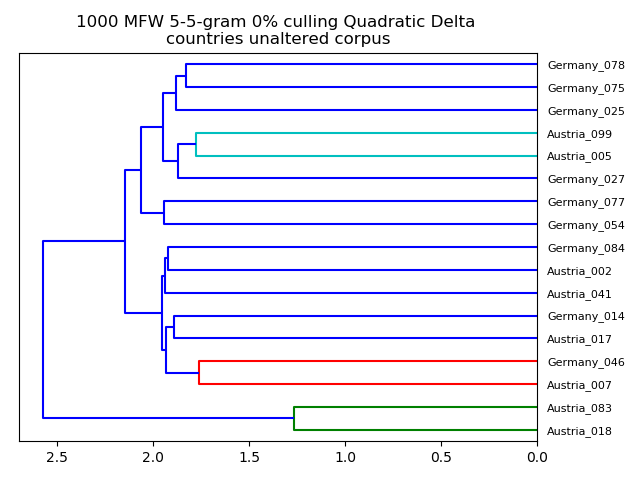 1000 MFW 5-5-gram 0% culling Quadratic Delta
countries unaltered corpus
Germany_078
Germany_075
Germany_025
Austria_099
Austria_005
Germany_027
Germany_077
Germany_054
Germany_084
Austria_002
Austria_041
Germany_014
Austria_017
Germany_046
Austria_007
Austria_083
Austria_018
2.5 2.0 1.5 1.0 0.5 0.0